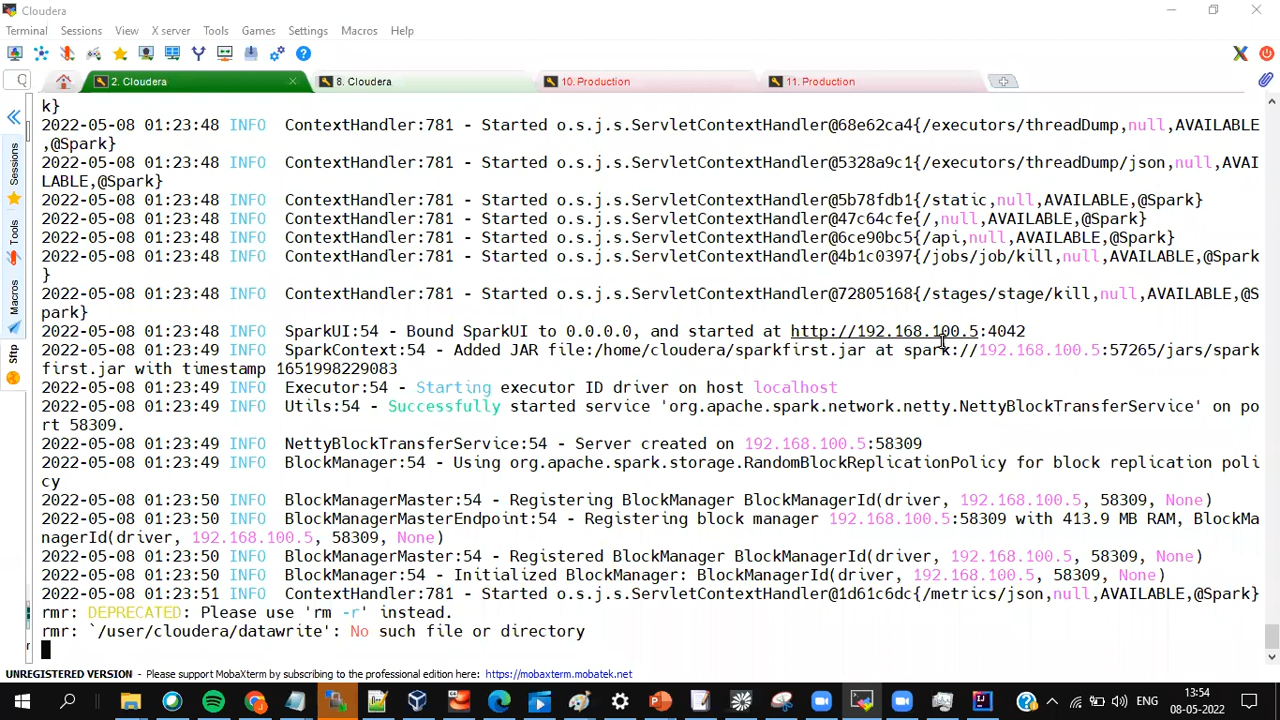 Cloudera
Terminal Sessions View X server Tools Games Settings Macros Help
2. Cloudera 8. Cloudera 10. Production 11. Production
Sessions
Tools
Macros
Sftp
k}
2022-05-08 01:23:48 INFO ContextHandler:781 - Started o.s.j.s.ServletContextHandler@68e62ca4{/executors/threadDump,null,AVAILABLE
,@Spark}
2022-05-08 01:23:48 INFO ContextHandler:781 - Started o.s.j.s.ServletContextHandler@5328a9c1{/executors/threadDump/json,null,AVAI
LABLE,@Spark}
2022-05-08 01:23:48 INFO ContextHandler:781 - Started o.s.j.s.ServletContextHandler@5b78fdb1{/static,null,AVAILABLE,@Spark}
2022-05-08 01:23:48 INFO ContextHandler:781 - Started o.s.j.s.ServletContextHandler@47c64cfe{/,null,AVAILABLE,@Spark}
2022-05-08 01:23:48 INFO ContextHandler:781 - Started o.s.j.s.ServletContextHandler@6ce90bc5{/api,null,AVAILABLE,@Spark}
2022-05-08 01:23:48 INFO ContextHandler:781 - Started o.s.j.s.ServletContextHandler@4b1c0397{/jobs/job/kill,null,AVAILABLE,@Spark
}
2022-05-08 01:23:48 INFO ContextHandler:781 - Started o.s.j.s.ServletContextHandler@72805168{/stages/stage/kill,null,AVAILABLE,@S
park}
2022-05-08 01:23:48 INFO SparkUI:54 - Bound SparkUI to 0.0.0.0, and started at http://192.168.100.5:4042
2022-05-08 01:23:49 INFO SparkContext:54 - Added JAR file:/home/cloudera/sparkfirst.jar at spark://192.168.100.5:57265/jars/spark
first.jar with timestamp 1651998229083
2022-05-08 01:23:49 INFO Executor:54 - Starting executor ID driver on host localhost
2022-05-08 01:23:49 INFO Utils:54 - Successfully started service 'org.apache.spark.network.netty.NettyBlockTransferService' on po
rt 58309.
2022-05-08 01:23:49 INFO NettyBlockTransferService:54 - Server created on 192.168.100.5:58309
2022-05-08 01:23:49 INFO BlockManager:54 - Using org.apache.spark.storage.RandomBlockReplicationPolicy for block replication poli
cy
2022-05-08 01:23:50 INFO BlockManagerMaster:54 - Registering BlockManager BlockManagerId(driver, 192.168.100.5, 58309, None)
2022-05-08 01:23:50 INFO BlockManagerMasterEndpoint:54 - Registering block manager 192.168.100.5:58309 with 413.9 MB RAM, BlockMa
nagerId(driver, 192.168.100.5, 58309, None)
2022-05-08 01:23:50 INFO BlockManagerMaster:54 - Registered BlockManager BlockManagerId(driver, 192.168.100.5, 58309, None)
2022-05-08 01:23:50 INFO BlockManager:54 - Initialized BlockManager: BlockManagerId(driver, 192.168.100.5, 58309, None)
2022-05-08 01:23:51 INFO ContextHandler:781 - Started o.s.j.s.ServletContextHandler@1d61c6dc{/metrics/json,null,AVAILABLE,@Spark}
rmr: DEPRECATED: Please use 'rm -r' instead.
rmr: `/user/cloudera/datawrite': No such file or directory
UNREGISTERED VERSION - Please support MobaXterm by subscribing to the professional edition here: https://mobaxterm.mobatek.net
ENG
13:54
08-05-2022